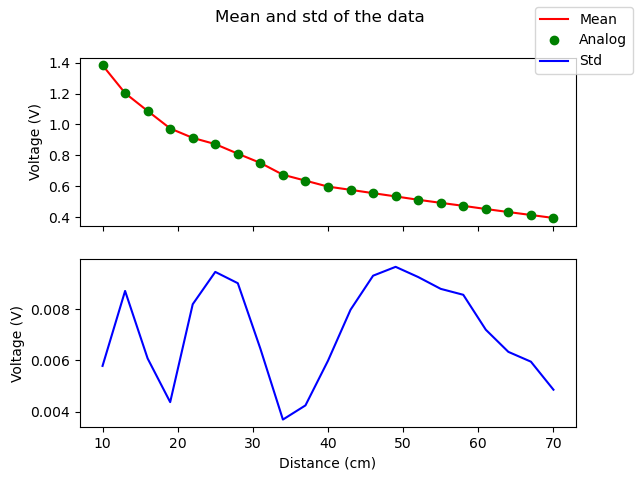 Mean and std of the data
Mean
Analog
Std
Voltage (V)
1.4
1.2
1.0
0.8
0.6
0.4
Voltage (V)
0.008
0.006
0.004
10 20 30 40 50 60 70
Distance (cm)